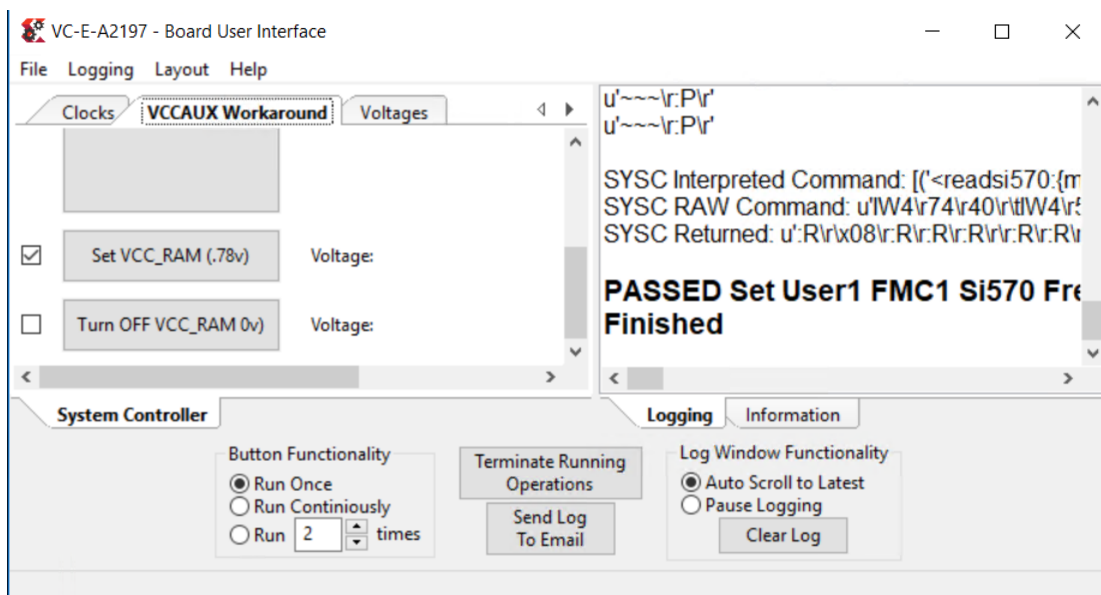 VC-E-A2197 - Board User Interface
File Logging Layout Help
Clocks VCCAUX Workaround Voltages
Set VCC_RAM (.78v) Voltage:
Turn OFF VCC_RAM 0v) Voltage:
System Controller
u'~~~\r:P\r'
u'~~~\r:P\r'
SYSC Interpreted Command: [('<readsi570:{m
SYSC RAW Command: u'IW4\r74\r40\r\tlW4\r5
SYSC Returned: u':R\r\x08\r:R\r:R\r:R\r\r:R\r:R\r
PASSED Set User1 FMC1 Si570 Fre
Finished
Logging Information
Button Functionality
Run Once
Run Continiously
Run 2 times
Terminate Running
Operations
Send Log
To Email
Log Window Functionality
Auto Scroll to Latest
Pause Logging
Clear Log